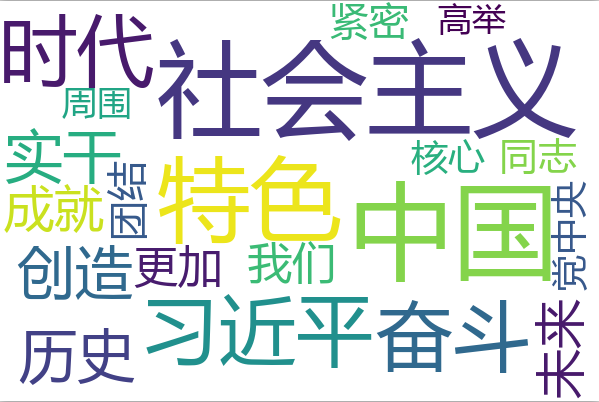 紧密
高举
时代
社会主义
周围
实干
核心
同志
特色
团结
成就
中国
党中央
更加
我们
创造
习近平
奋斗
历史
未来